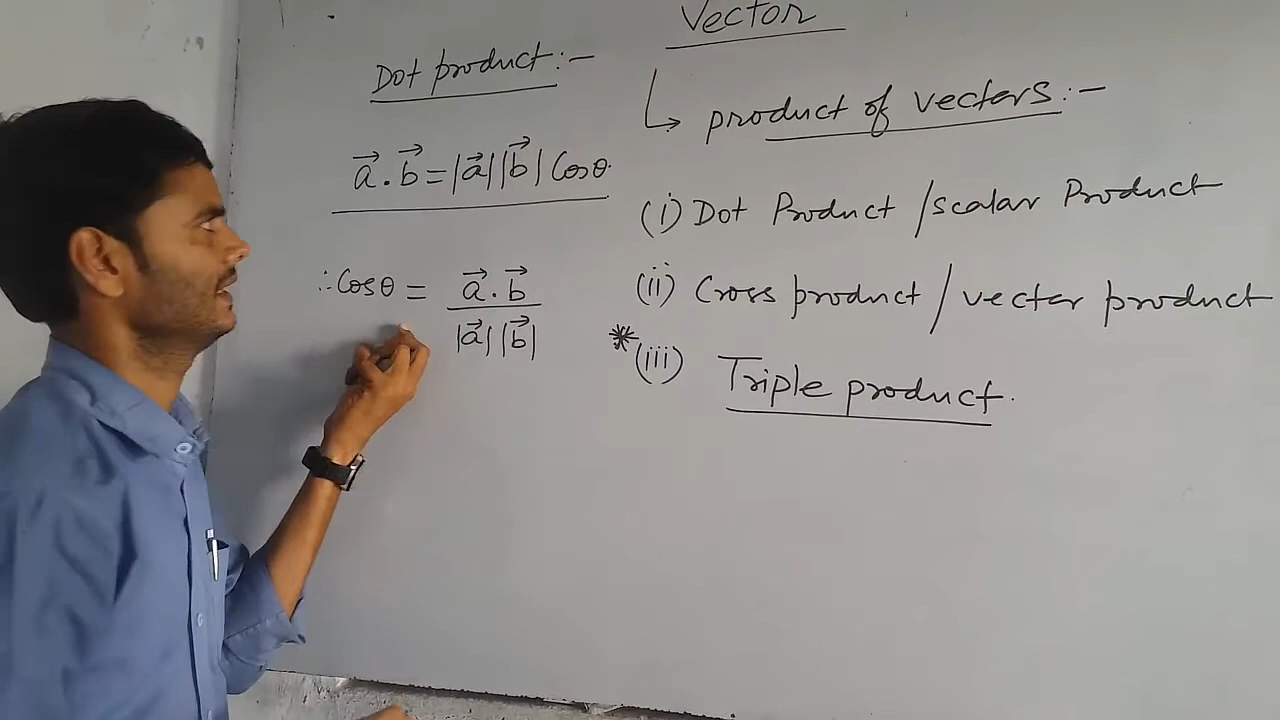 Vector
↳ product of vectors:-
(i) Dot Product / scalar Product
(ii) Cross product / vector product
* (iii) Triple product.
Dot product:-
a⃗ . b⃗ = |a⃗| |b⃗| Cosθ.
∴ Cosθ = a⃗ . b⃗
|a⃗| |b⃗|